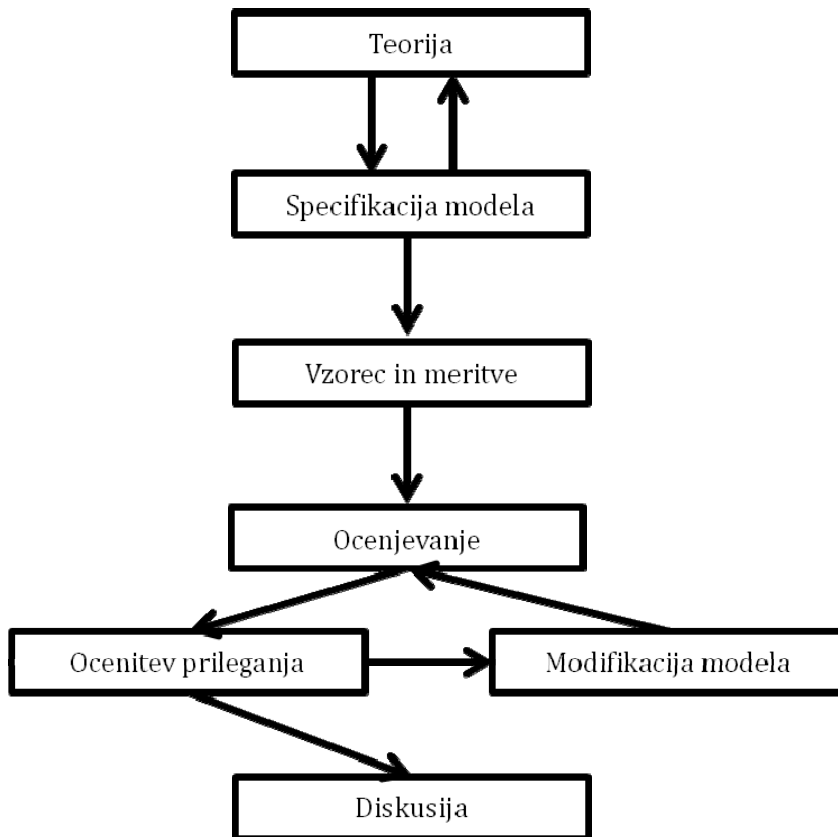 Teorija
Specifikacija modela
Vzorec in meritve
Ocenjevanje
Ocenitev prileganja
Modifikacija modela
Diskusija